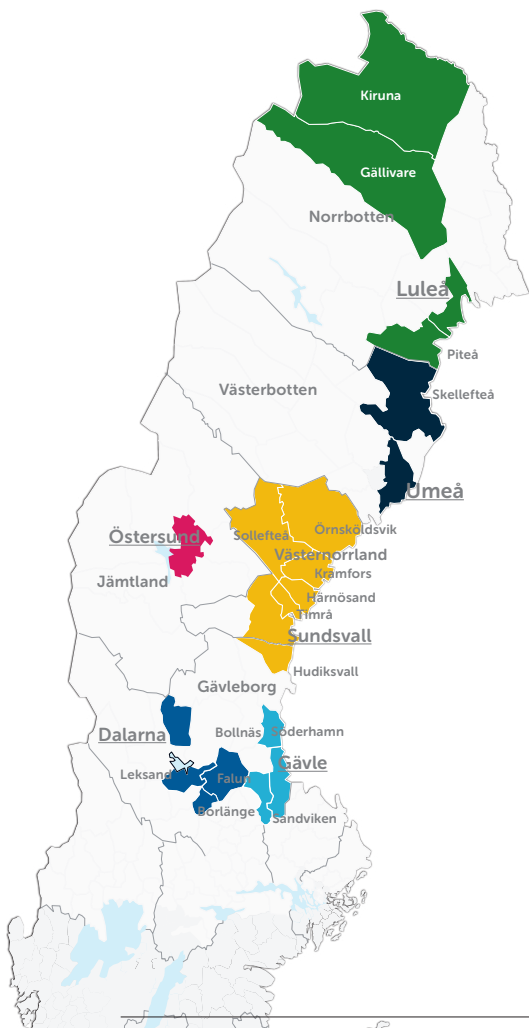 Kiruna
Gällivare
Norrbotten
Luleå
Piteå
Västerbotten
Skellefteå
Umeå
Örnsköldsvik
Östersund
Sollefteå
Västernorrland
Kramfors
Jämtland
Härnösand
Timrå
Sundsvall
Hudiksvall
Gävleborg
Dalarna
Bollnäs
Söderhamn
Gävle
Leksand
Falun
Borlänge
Sandviken